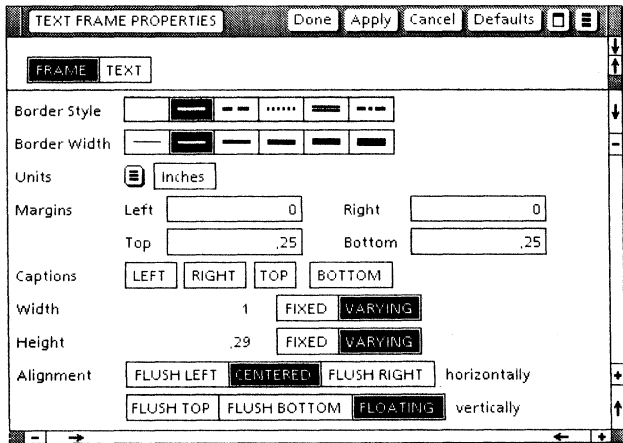 TEXT FRAME PROPERTIES Done Apply Cancel Defaults
FRAME TEXT
Border Style
Border Width
Units Inches
Margins Left 0 Right 0
Top .25 Bottom .25
Captions LEFT RIGHT TOP BOTTOM
Width 1 FIXED VARYING
Height .29 FIXED VARYING
Alignment FLUSH LEFT CENTERED FLUSH RIGHT horizontally
FLUSH TOP FLUSH BOTTOM FLOATING vertically